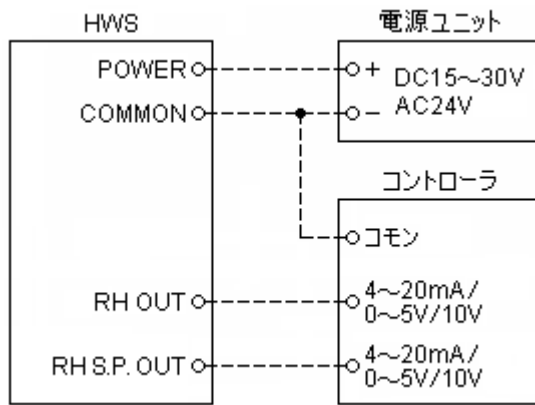 HWS
POWER
COMMON
RH OUT
RH S.P. OUT
電源ユニット
+ DC15～30V
- AC24V
コントローラ
コモン
4～20mA/
0～5V/10V
4～20mA/
0～5V/10V